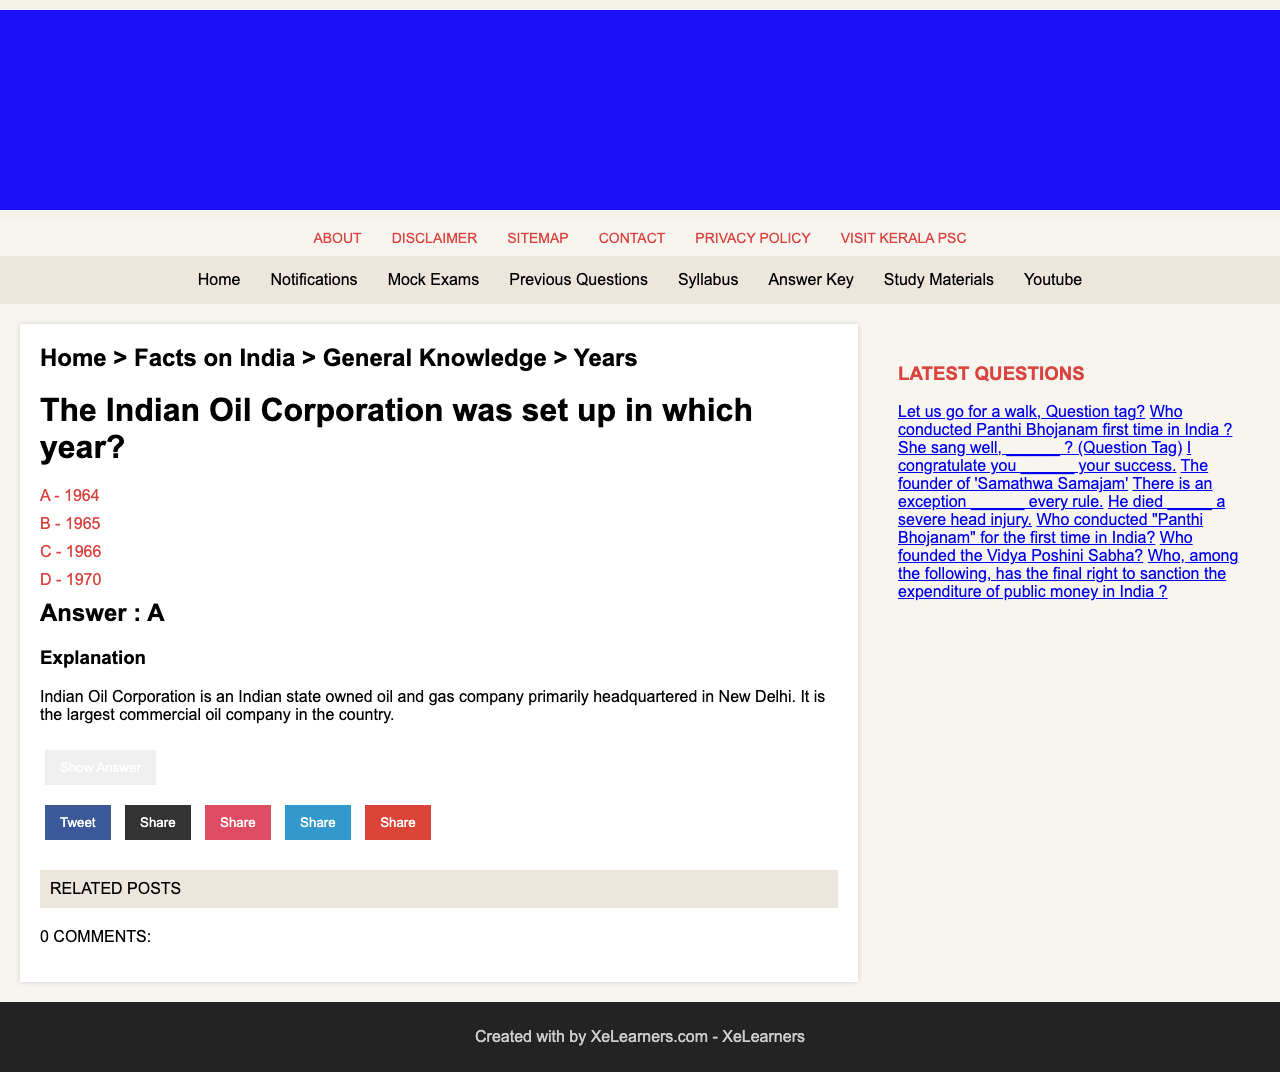 ABOUT DISCLAIMER SITEMAP CONTACT PRIVACY POLICY VISIT KERALA PSC
Home Notifications Mock Exams Previous Questions Syllabus Answer Key Study Materials Youtube
Home > Facts on India > General Knowledge > Years
The Indian Oil Corporation was set up in which
year?
A - 1964
B - 1965
C - 1966
D - 1970
Answer : A
Explanation
Indian Oil Corporation is an Indian state owned oil and gas company primarily headquartered in New Delhi. It is
the largest commercial oil company in the country.
Show Answer
Tweet Share Share Share Share
RELATED POSTS
0 COMMENTS:
LATEST QUESTIONS
Let us go for a walk, Question tag? Who
conducted Panthi Bhojanam first time in India ?
She sang well, ______ ? (Question Tag) I
congratulate you ______ your success. The
founder of 'Samathwa Samajam' There is an
exception ______ every rule. He died _____ a
severe head injury. Who conducted "Panthi
Bhojanam" for the first time in India? Who
founded the Vidya Poshini Sabha? Who, among
the following, has the final right to sanction the
expenditure of public money in India ?
Created with by XeLearners.com - XeLearners